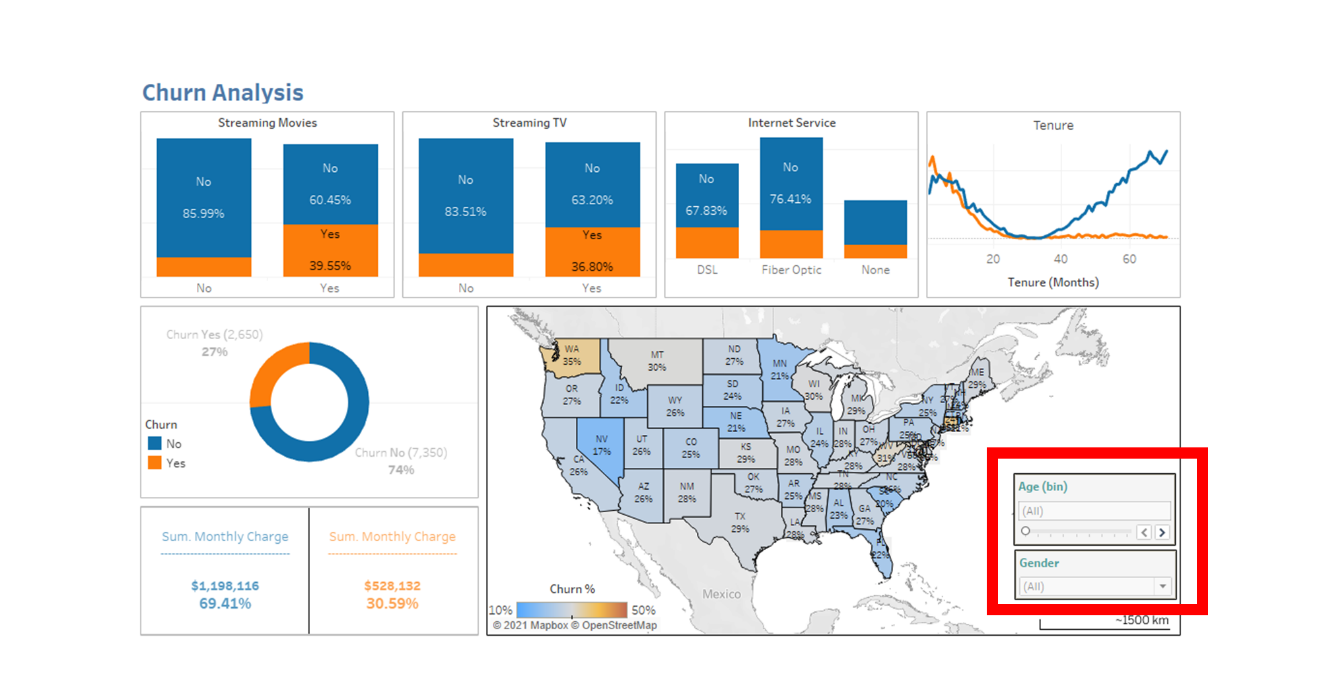 Churn Analysis
Streaming Movies
No
85.99%
No
60.45%
Yes
39.55%
No
Yes
Streaming TV
No
83.51%
No
63.20%
Yes
36.80%
No
Yes
Internet Service
No
67.83%
No
76.41%
DSL
Fiber Optic
None
Tenure
20
40
60
Tenure (Months)
Churn Yes (2,650)
27%
Churn
No
Yes
Churn No (7,350)
74%
Sum. Monthly Charge
$1,198,116
69.41%
Sum. Monthly Charge
$528,132
30.59%
WA
35%
MT
30%
ND
27%
MN
21%
OR
27%
ID
22%
WY
26%
SD
24%
WI
30%
MI
29%
ME
29%
NY
25%
NE
21%
IA
27%
NV
17%
UT
26%
CO
25%
KS
29%
MO
28%
IL
24%
IN
28%
OH
27%
PA
25%
WV
31%
28%
CA
26%
AZ
26%
NM
28%
OK
27%
AR
25%
TN
28%
NC
26%
TX
29%
LA
28%
MS
28%
AL
23%
GA
27%
20%
22%
Mexico
Churn %
10%
50%
© 2021 Mapbox © OpenStreetMap
Age (bin)
(All)
Gender
(All)
~1500 km